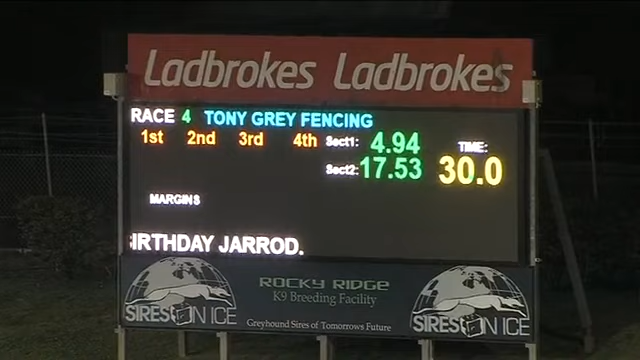 Ladbrokes Ladbrokes
RACE 4 TONY GREY FENCING
1st 2nd 3rd 4th Sect1: 4.94 TIME:
Sect2: 17.53 30.0
MARGINS
IRTHDAY JARROD.
ROCKY RIDGE
K9 Breeding Facility
SIRES ON ICE SIRES ON ICE
Greyhound Sires of Tomorrows Future